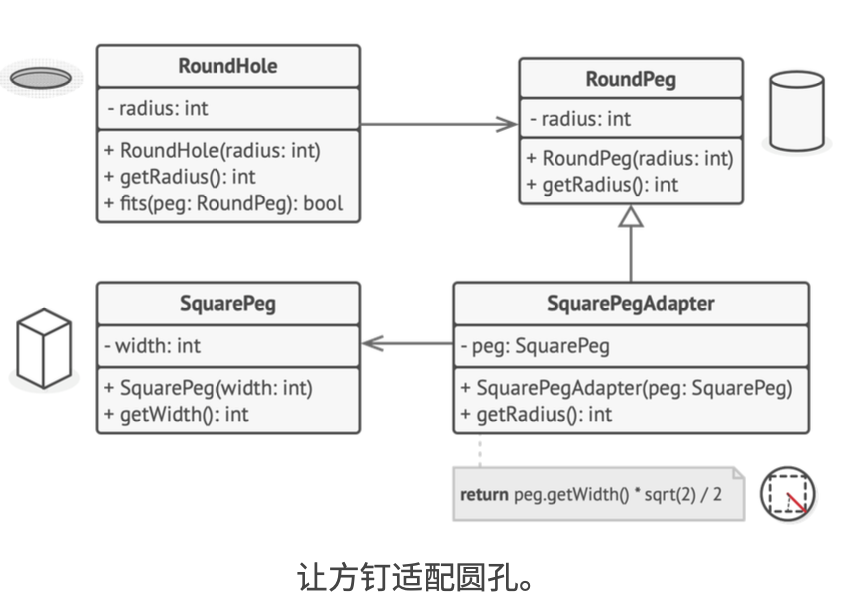 RoundHole
- radius: int
+ RoundHole(radius: int)
+ getRadius(): int
+ fits(peg: RoundPeg): bool
RoundPeg
- radius: int
+ RoundPeg(radius: int)
+ getRadius(): int
SquarePeg
- width: int
+ SquarePeg(width: int)
+ getWidth(): int
SquarePegAdapter
- peg: SquarePeg
+ SquarePegAdapter(peg: SquarePeg)
+ getRadius(): int
return peg.getWidth() * sqrt(2) / 2
让方钉适配圆孔。